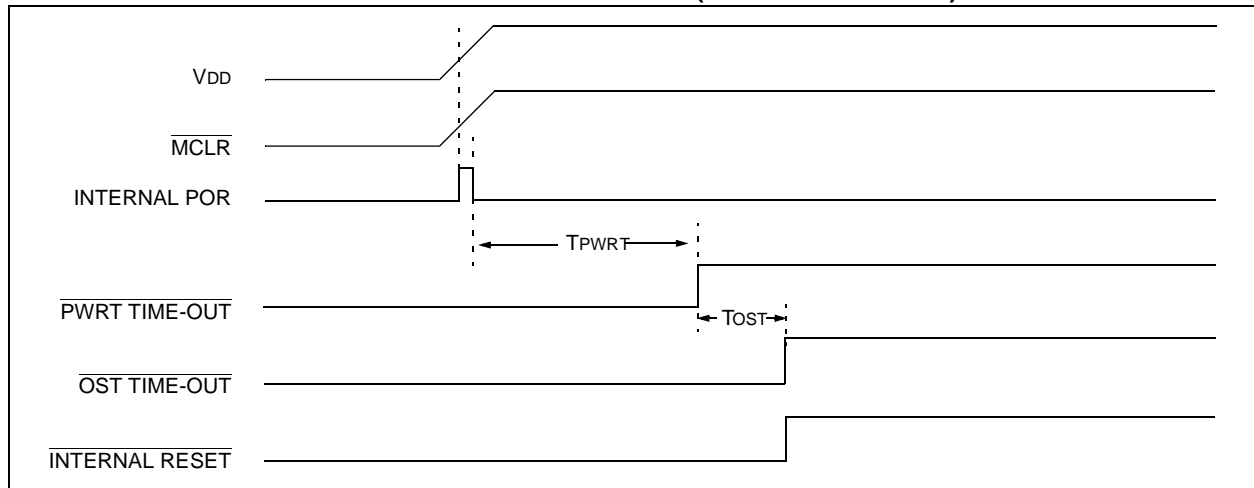 VDD
MCLR
INTERNAL POR
TPWRT
PWRT TIME-OUT
TOST
OST TIME-OUT
INTERNAL RESET